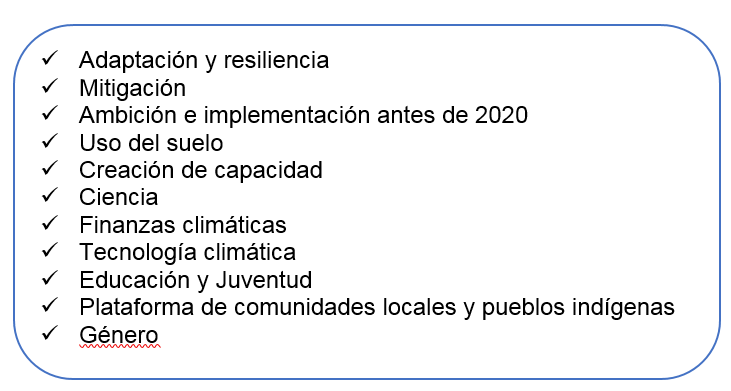 ✓ Adaptación y resiliencia
✓ Mitigación
✓ Ambición e implementación antes de 2020
✓ Uso del suelo
✓ Creación de capacidad
✓ Ciencia
✓ Finanzas climáticas
✓ Tecnología climática
✓ Educación y Juventud
✓ Plataforma de comunidades locales y pueblos indígenas
✓ Género